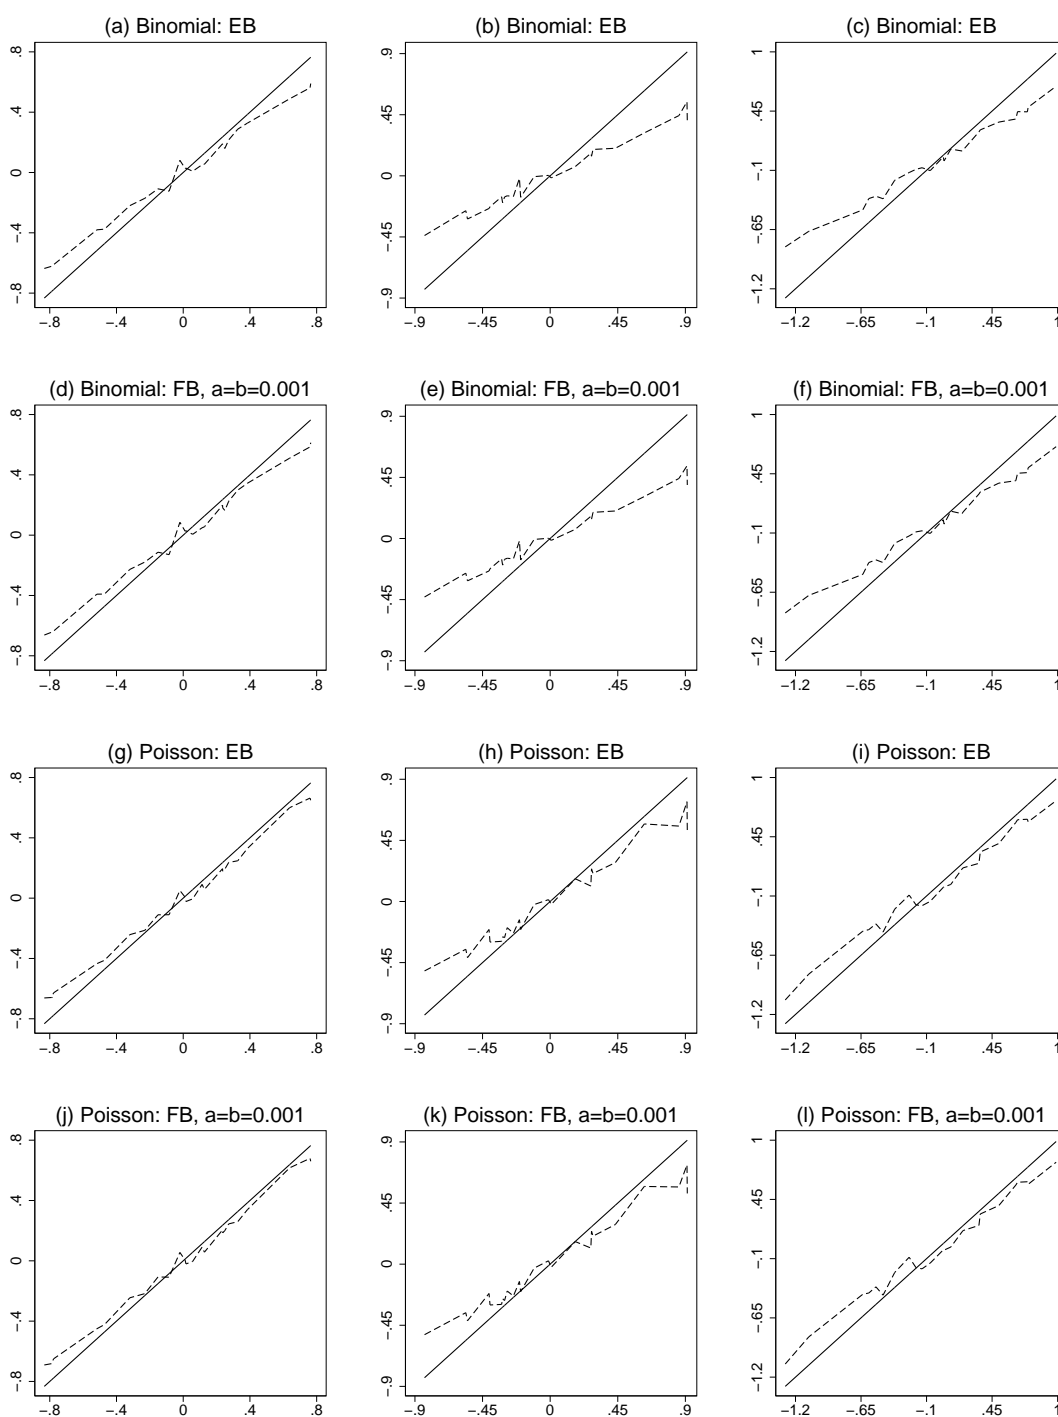 (a) Binomial: EB
(b) Binomial: EB
(c) Binomial: EB
.8
.4
0
−.4
−.8
−.8 −.4 0 .4 .8
.9
.45
0
−.45
−.9
−.9 −.45 0 .45 .9
1
.45
−.1
−.65
−1.2
−1.2 −.65 −.1 .45 1
(d) Binomial: FB, a=b=0.001
(e) Binomial: FB, a=b=0.001
(f) Binomial: FB, a=b=0.001
.8
.4
0
−.4
−.8
−.8 −.4 0 .4 .8
.9
.45
0
−.45
−.9
−.9 −.45 0 .45 .9
1
.45
−.1
−.65
−1.2
−1.2 −.65 −.1 .45 1
(g) Poisson: EB
(h) Poisson: EB
(i) Poisson: EB
.8
.4
0
−.4
−.8
−.8 −.4 0 .4 .8
.9
.45
0
−.45
−.9
−.9 −.45 0 .45 .9
1
.45
−.1
−.65
−1.2
−1.2 −.65 −.1 .45 1
(j) Poisson: FB, a=b=0.001
(k) Poisson: FB, a=b=0.001
(l) Poisson: FB, a=b=0.001
.8
.4
0
−.4
−.8
−.8 −.4 0 .4 .8
.9
.45
0
−.45
−.9
−.9 −.45 0 .45 .9
1
.45
−.1
−.65
−1.2
−1.2 −.65 −.1 .45 1